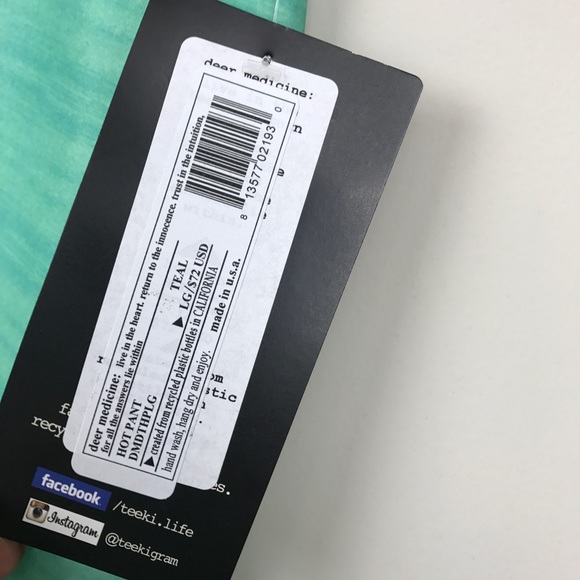 deer medicine:
8 13577 02193 0
deer medicine: live in the heart. return to the innocence. trust in the intuition,
for all the answers lie within
HOTPANT TEAL
DMDTHPLG ▶ LG/$72 USD
▶ created from recycled plastic bottles in CALIFORNIA
hand wash, hang dry and enjoy. made in u.s.a.
facebook /teeki.life
Instagram @teekigram